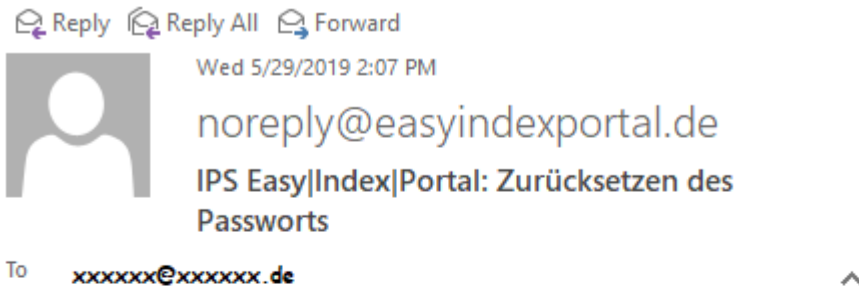 Reply Reply All Forward
Wed 5/29/2019 2:07 PM
noreply@easyindexportal.de
IPS Easy|Index|Portal: Zurücksetzen des
Passworts
To xxxxxx@xxxxxx.de